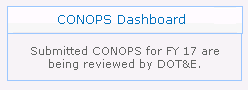 CONOPS Dashboard
Submitted CONOPS for FY 17 are
being reviewed by DOT&E.